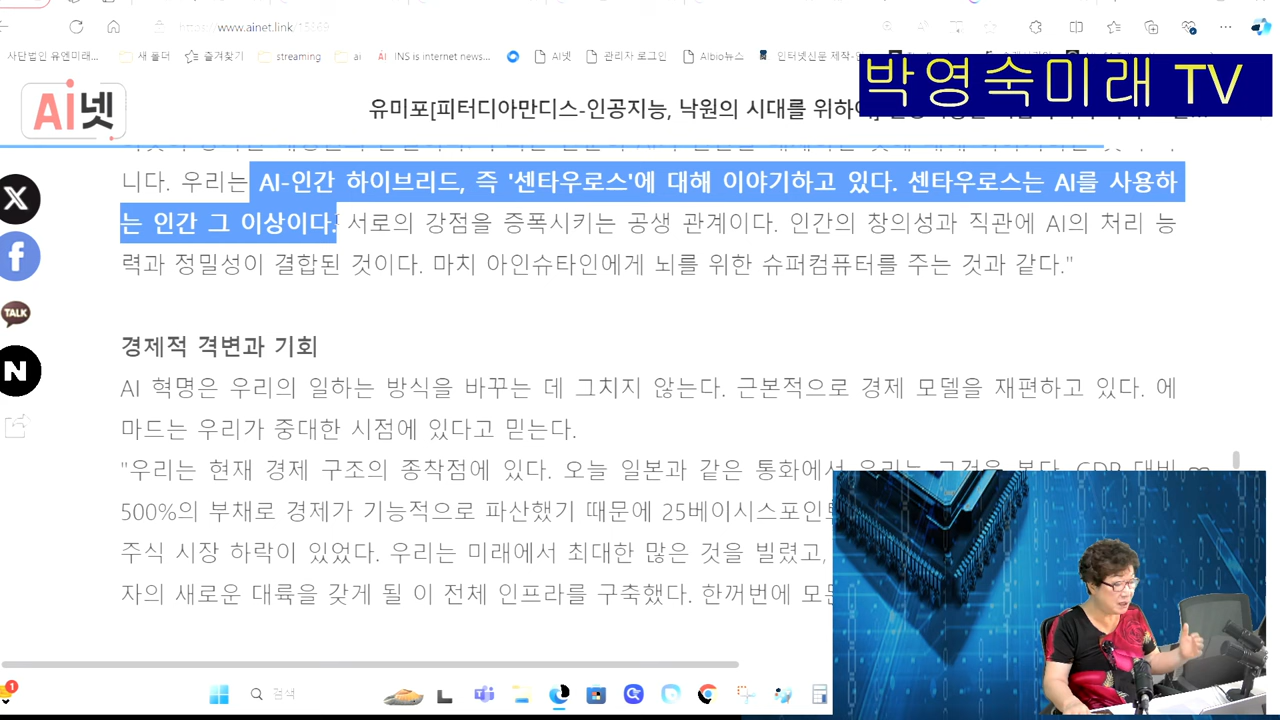 https://www.ainet.link/15869
사단법인 유엔미래...
새 폴더
즐겨찾기
streaming
ai
AI INS is internet news...
AI넷
관리자 로그인
AIbio뉴스
박영숙미래 TV
Ai넷
유미포[피터디아만디스-인공지능, 낙원의 시대를 위하여]
니다. 우리는 AI-인간 하이브리드, 즉 '센타우로스'에 대해 이야기하고 있다. 센타우로스는 AI를 사용하
는 인간 그 이상이다. 서로의 강점을 증폭시키는 공생 관계이다. 인간의 창의성과 직관에 AI의 처리 능
력과 정밀성이 결합된 것이다. 마치 아인슈타인에게 뇌를 위한 슈퍼컴퓨터를 주는 것과 같다."
TALK
N
경제적 격변과 기회
AI 혁명은 우리의 일하는 방식을 바꾸는 데 그치지 않는다. 근본적으로 경제 모델을 재편하고 있다. 에
마드는 우리가 중대한 시점에 있다고 믿는다.
"우리는 현재 경제 구조의 종착점에 있다. 오늘 일본과 같은 통화에서 우리는 그것을 본다. GDP 대비
500%의 부채로 경제가 기능적으로 파산했기 때문에 25베이시스포인트
주식 시장 하락이 있었다. 우리는 미래에서 최대한 많은 것을 빌렸고,
자의 새로운 대륙을 갖게 될 이 전체 인프라를 구축했다. 한꺼번에 모든
1
검색